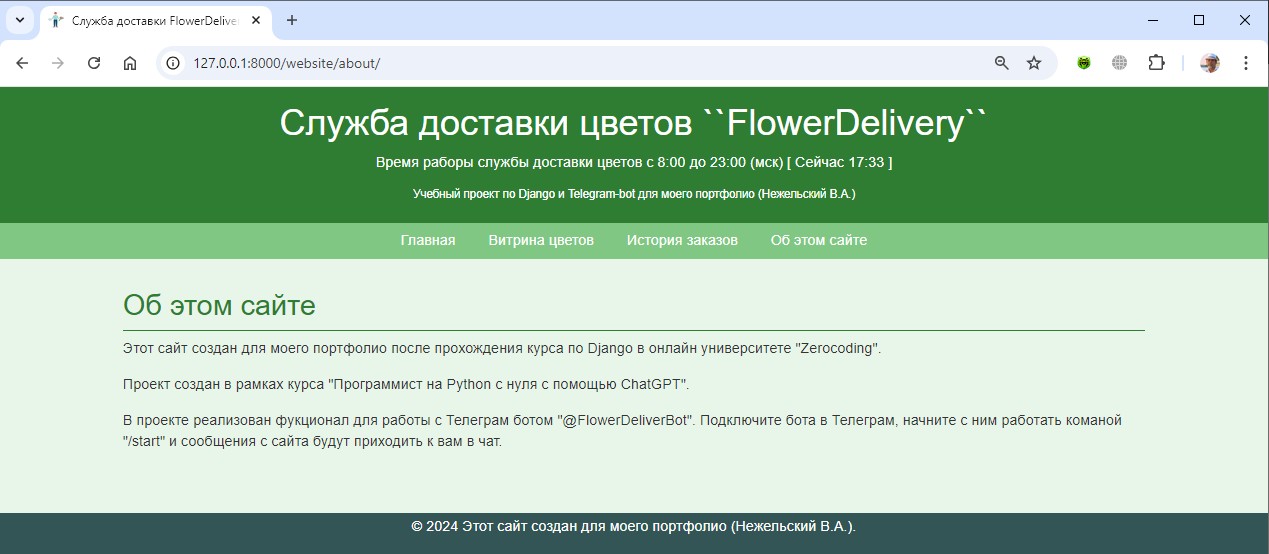 Служба доставки FlowerDelive
127.0.0.1:8000/website/about/
Служба доставки цветов ``FlowerDelivery``
Время раборы службы доставки цветов с 8:00 до 23:00 (мск) [ Сейчас 17:33 ]
Учебный проект по Django и Telegram-bot для моего портфолио (Нежельский В.А.)
Главная Витрина цветов История заказов Об этом сайте
Об этом сайте
Этот сайт создан для моего портфолио после прохождения курса по Django в онлайн университете "Zerocoding".
Проект создан в рамках курса "Программист на Python с нуля с помощью ChatGPT".
В проекте реализован фукционал для работы с Телеграм ботом "@FlowerDeliverBot". Подключите бота в Телеграм, начните с ним работать команой
"/start" и сообщения с сайта будут приходить к вам в чат.
© 2024 Этот сайт создан для моего портфолио (Нежельский В.А.).